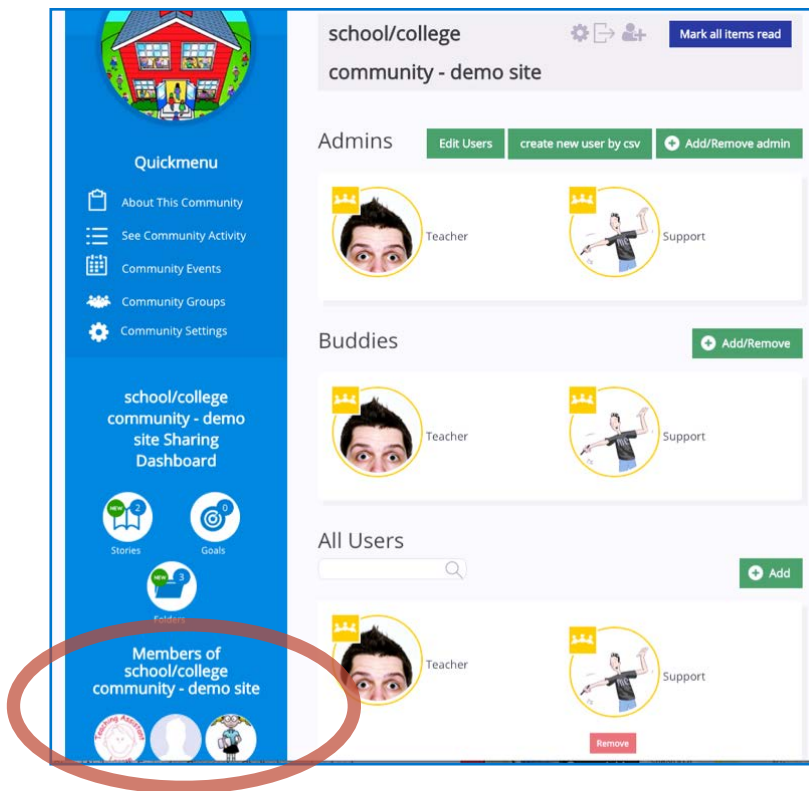 school/college
community - demo site
Mark all items read
Quickmenu
About This Community
See Community Activity
Community Events
Community Groups
Community Settings
school/college
community - demo
site Sharing
Dashboard
NEW
2
0
Stories
Goals
NEW
3
Folders
Members of
school/college
community - demo site
Teaching Assistant
Admins
Edit Users
create new user by csv
Add/Remove admin
Teacher
Support
Buddies
Add/Remove
Teacher
Support
All Users
Add
Teacher
Support
Remove